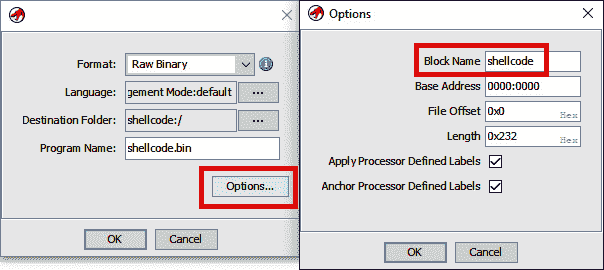 Format: Raw Binary
Language: gement Mode:default ...
Destination Folder: shellcode:/ ...
Program Name: shellcode.bin
Options...
OK Cancel
Options
Block Name shellcode
Base Address 0000:0000
File Offset 0x0 Hex
Length 0x232 Hex
Apply Processor Defined Labels
Anchor Processor Defined Labels
OK Cancel